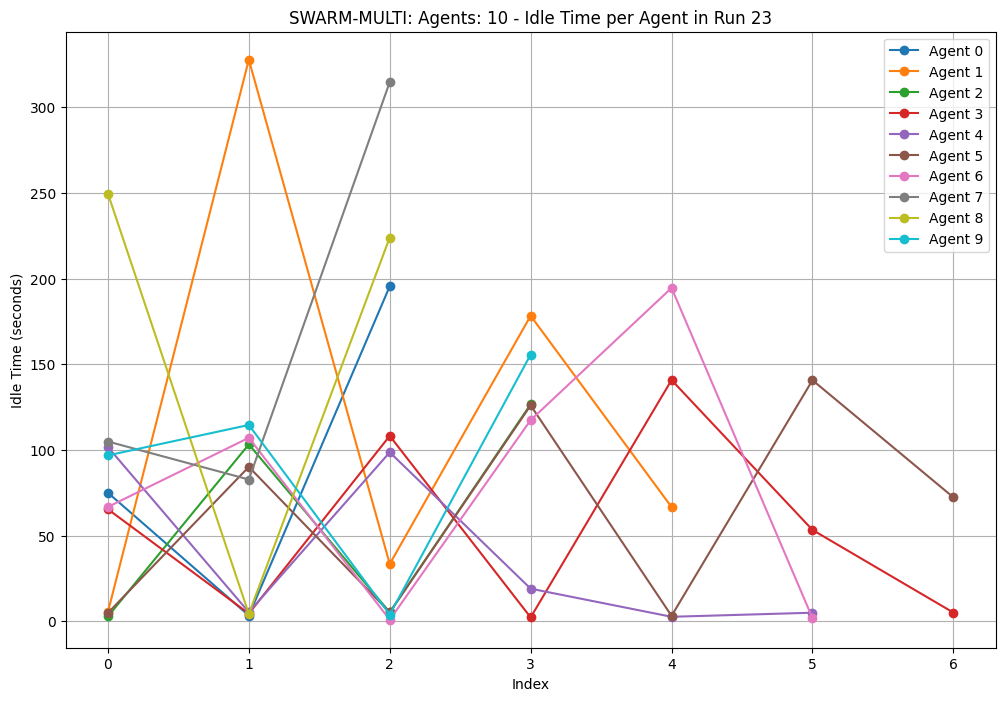 SWARM-MULTI: Agents: 10 - Idle Time per Agent in Run 23
Idle Time (seconds)
300
250
200
150
100
50
0
0 1 2 3 4 5 6
Index
Agent 0
Agent 1
Agent 2
Agent 3
Agent 4
Agent 5
Agent 6
Agent 7
Agent 8
Agent 9